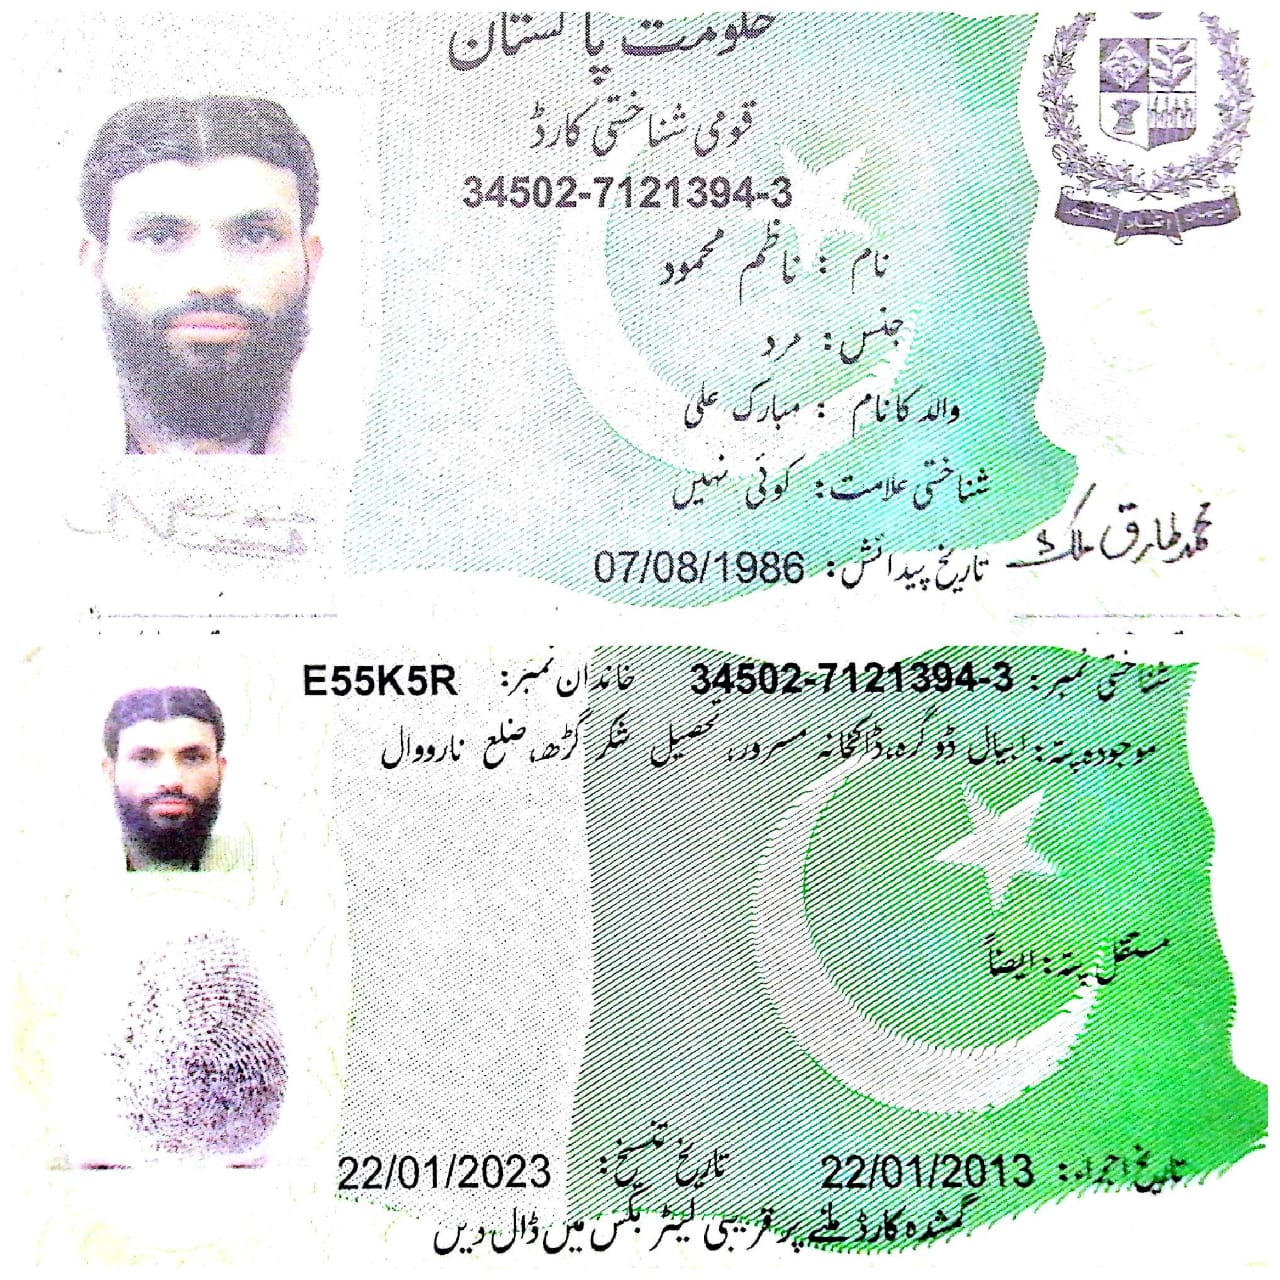 حکومت پاکستان
قومی شناختی کارڈ
34502-7121394-3
نام : ناظم محمود
جنس : مرد
والد کا نام : مبارک علی
شناختی علامت : کوئی نہیں
تاریخ پیدائش : 07/08/1986
محمد طارق ملک
شناختی نمبر : 34502-7121394-3 خاندان نمبر : E55K5R
موجودہ پتہ : ابیال ڈوگرہ، ڈاکخانہ مسرور، تحصیل شکر گڑھ، ضلع نارووال
مستقل پتہ : ایضاً
تاریخ اجراء : 22/01/2013 تاریخ تنسیخ : 22/01/2023
گمشدہ کارڈ ملنے پر قریبی لیٹر بکس میں ڈال دیں